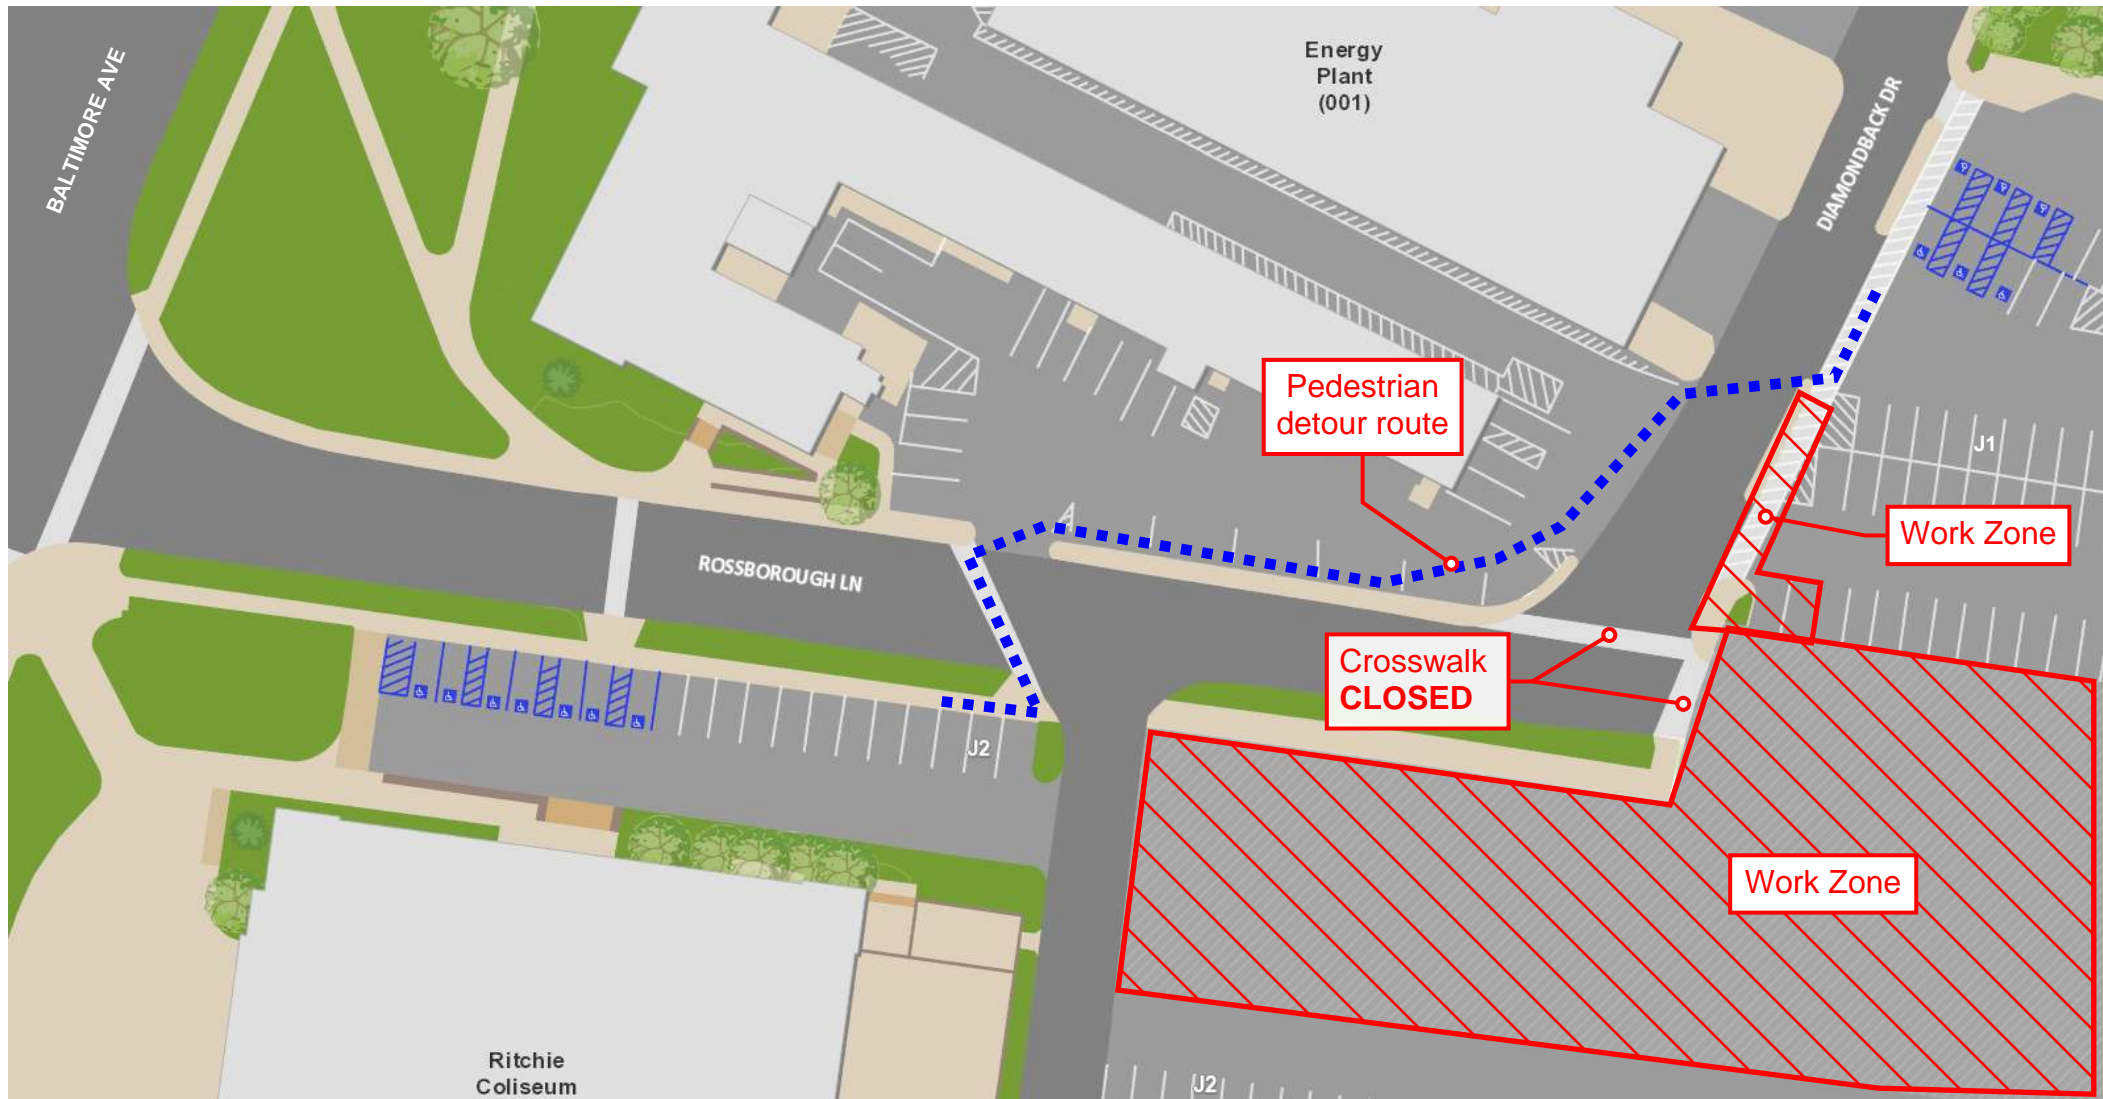 BALTIMORE AVE
Energy
Plant
(001)
DIAMONDBACK DR
Pedestrian
detour route
J1
Work Zone
ROSSBOROUGH LN
Crosswalk
CLOSED
J2
Work Zone
Ritchie
Coliseum
J2